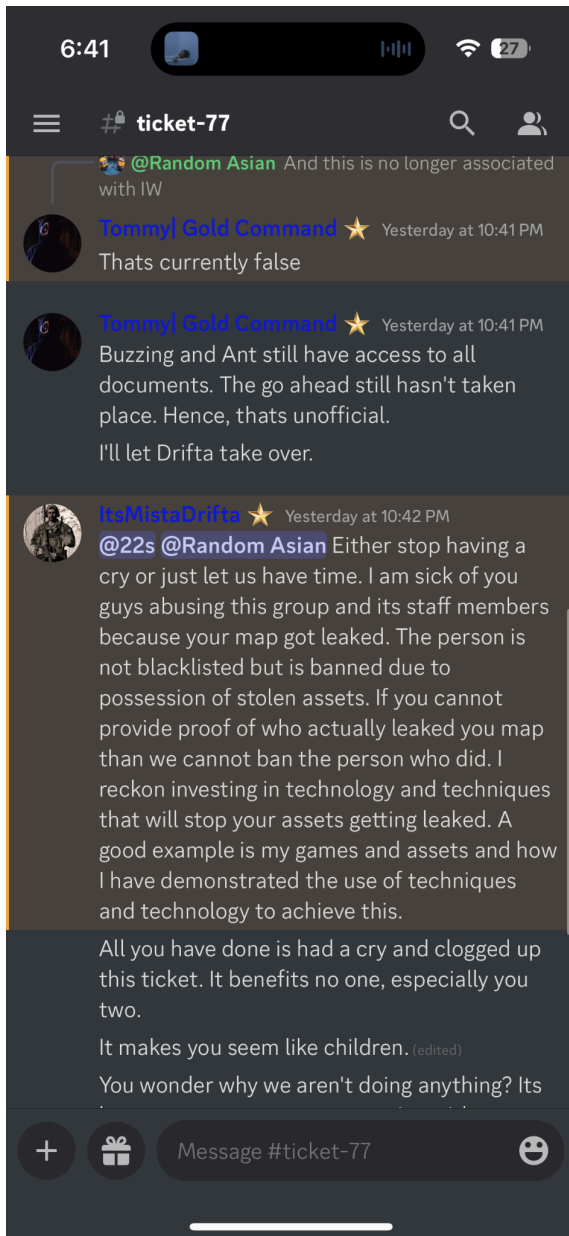 6:41
27
# ticket-77
@Random Asian And this is no longer associated
with IW
Tommy| Gold Command Yesterday at 10:41 PM
Thats currently false
Tommy| Gold Command Yesterday at 10:41 PM
Buzzing and Ant still have access to all
documents. The go ahead still hasn't taken
place. Hence, thats unofficial.
I'll let Drifta take over.
ItsMistaDrifta Yesterday at 10:42 PM
@22s @Random Asian Either stop having a
cry or just let us have time. I am sick of you
guys abusing this group and its staff members
because your map got leaked. The person is
not blacklisted but is banned due to
possession of stolen assets. If you cannot
provide proof of who actually leaked you map
than we cannot ban the person who did. I
reckon investing in technology and techniques
that will stop your assets getting leaked. A
good example is my games and assets and how
I have demonstrated the use of techniques
and technology to achieve this.
All you have done is had a cry and clogged up
this ticket. It benefits no one, especially you
two.
It makes you seem like children. (edited)
You wonder why we aren't doing anything? Its
Message #ticket-77